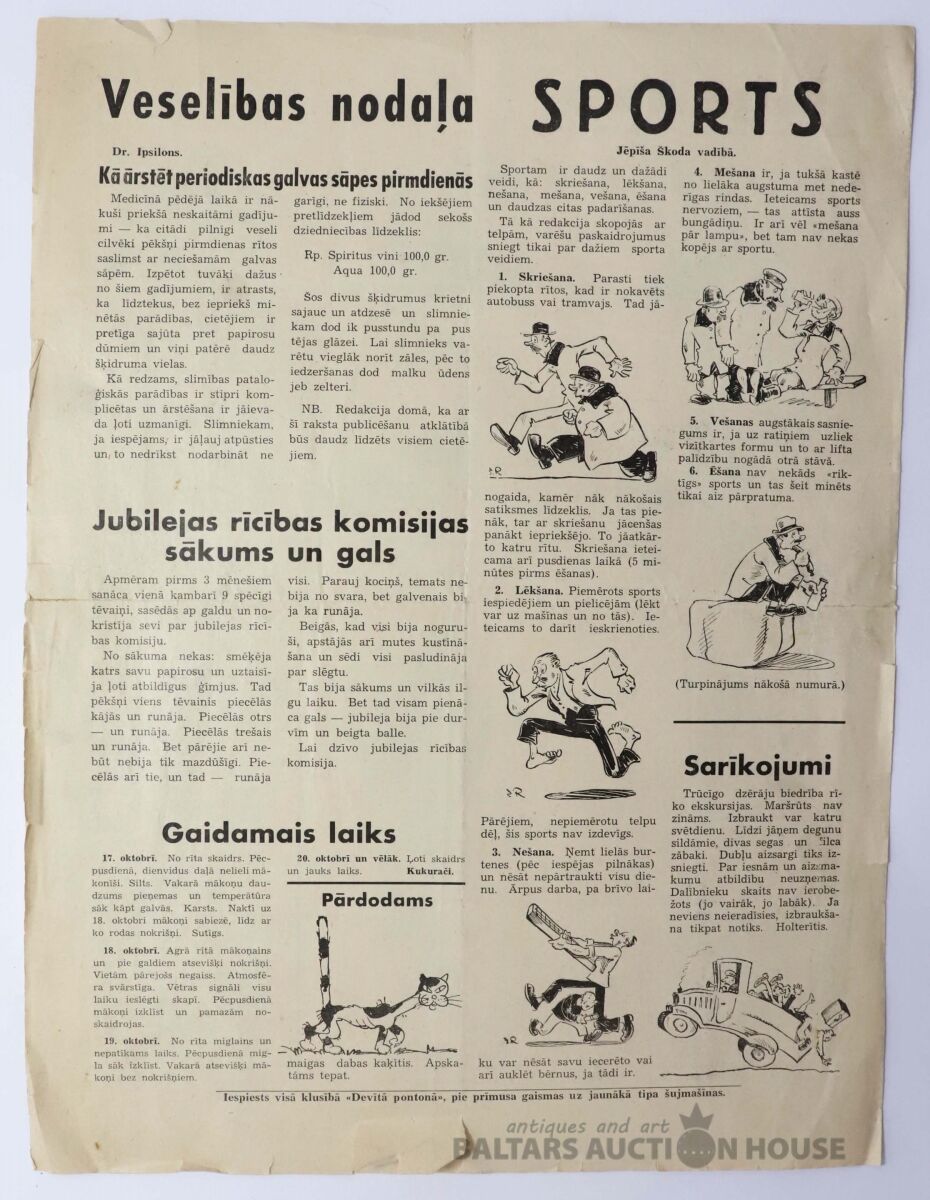 Veselības nodaļa
Dr. Ipsilons.
Kā ārstēt periodiskas galvas sāpes pirmdienās
Medicīnā pēdējā laikā ir nā-
kuši priekšā neskaitāmi gadīju-
mi — ka citādi pilnīgi veseli
cilvēki pēkšņi pirmdienas rītos
saslimst ar neciešamām galvas
sāpēm. Izpētot tuvāki dažus
no šiem gadījumiem, ir atrasts,
ka līdztekus, bez iepriekš mi-
nētās parādības, cietējiem ir
pretīga sajūta pret papirosu
dūmiem un viņi patērē daudz
šķidruma vielas.
Kā redzams, slimības patalo-
ģiskās parādības ir stipri kom-
plicētas un ārstēšana ir jāieva-
da ļoti uzmanīgi. Slimniekam,
ja iespējams, ir jāļauj atpūsties
un to nedrīkst nodarbināt ne
garīgi, ne fiziski. No iekšējiem
pretlīdzekļiem jādod sekošs
dziedniecības līdzeklis:
Rp. Spiritus vini 100,0 gr.
Aqua 100,0 gr.
Šos divus šķidrumus krietni
sajauc un atdzesē un slimnie-
kam dod ik pusstundu pa pus
tējas glāzei. Lai slimnieks va-
rētu vieglāk norīt zāles, pēc to
iedzeršanas dod malku ūdens
jeb zelteri.
NB. Redakcija domā, ka ar
šī raksta publicēšanu atklātībā
būs daudz līdzēts visiem cietē-
jiem.
Jubilejas rīcības komisijas
sākums un gals
Apmēram pirms 3 mēnešiem
sanāca vienā kambarī 9 spēcīgi
tēvaiņi, sasēdās ap galdu un no-
kristīja sevi par jubilejas rīcī-
bas komisiju.
No sākuma nekas: smēķēja
katrs savu papirosu un uztaisī-
ja ļoti atbildīgus ģīmjus. Tad
pēkšņi viens tēvainis piecēlās
kājās un runāja. Piecēlās otrs
— un runāja. Piecēlās trešais
un runāja. Bet pārējie arī ne-
būt nebija tik mazdūšīgi. Pie-
cēlās arī tie, un tad — runāja
visi. Parauj kociņš, temats ne-
bija no svara, bet galvenais bi-
ja ka runāja.
Beigās, kad visi bija noguru-
ši, apstājās arī mutes kustinā-
šana un sēdi visi pasludināja
par slēgtu.
Tas bija sākums un vilkās il-
gu laiku. Bet tad visam pienā-
ca gals — jubileja bija pie dur-
vīm un beigta balle.
Lai dzīvo jubilejas rīcības
komisija.
Gaidamais laiks
17. oktobrī. No rīta skaidrs. Pēc-
pusdienā, dienvidus daļā nelieli mā-
konīši. Silts. Vakarā mākoņu dau-
dzums pieņemas un temperatūra
sāk kāpt galvās. Karsts. Naktī uz
18. oktobri mākoņi sabiezē, līdz ar
ko rodas nokrišņi. Sutīgs.
18. oktobrī. Agrā rītā mākoņains
un pie galdiem atsevišķi nokrišņi.
Vietām pārejošs negaiss. Atmosfē-
ra svārstīga. Vētras signāli visu
laiku ieslēgti skapī. Pēcpusdienā
mākoņi izklīst un pamazām no-
skaidrojas.
19. oktobrī. No rīta miglains un
nepatīkams laiks. Pēcpusdienā mig-
la sāk izklīst. Vakarā atsevišķi mā-
koņi bez nokrišņiem.
20. oktobrī un vēlāk. Ļoti skaidrs
un jauks laiks. Kukurači.
Pārdodams
maigas dabas kaķītis. Apska-
tāms tepat.
SPORTS
Jēpīša Škoda vadībā.
Sportam ir daudz un dažādi
veidi, kā: skriešana, lēkšana,
nešana, mešana, vešana, ēšana
un daudzas citas padarīšanas.
Tā kā redakcija skopojās ar
telpām, varēšu paskaidrojumus
sniegt tikai par dažiem sporta
veidiem.
1. Skriešana. Parasti tiek
piekopta rītos, kad ir nokavēts
autobuss vai tramvajs. Tad jā-
JR
nogaida, kamēr nāk nākošais
satiksmes līdzeklis. Ja tas pie-
nāk, tar ar skriešanu jācenšas
panākt iepriekšējo. To jāatkār-
to katru rītu. Skriešana ietei-
cama arī pusdienas laikā (5 mi-
nūtes pirms ēšanas).
2. Lēkšana. Piemērots sports
iespiedējiem un pielicējām (lēkt
var uz mašīnas un no tās). Ie-
teicams to darīt ieskrienoties.
JR
Pārējiem, nepiemērotu telpu
dēļ, šis sports nav izdevīgs.
3. Nešana. Ņemt lielās bur-
tenes (pēc iespējas pilnākas)
un nēsāt nepārtraukti visu die-
nu. Ārpus darba, pa brīvo lai-
JR
ku var nēsāt savu iecerēto vai
arī auklēt bērnus, ja tādi ir.
4. Mešana ir, ja tukšā kastē
no lielāka augstuma met nede-
rīgas rindas. Ieteicams sports
nervoziem, — tas attīsta auss
bungādiņu. Ir arī vēl «mešana
pār lampu», bet tam nav nekas
kopējs ar sportu.
5. Vešanas augstākais sasnie-
gums ir, ja uz ratiņiem uzliek
vizītkartes formu un to ar lifta
palīdzību nogādā otrā stāvā.
6. Ēšana nav nekāds «rik-
tīgs» sports un tas šeit minēts
tikai aiz pārpratuma.
(Turpinājums nākošā numurā.)
Sarīkojumi
Trūcīgo dzērāju biedrība rī-
ko ekskursijas. Maršrūts nav
zināms. Izbraukt var katru
svētdienu. Līdzi jāņem degunu
sildāmie, divas segas un filca
zābaki. Dubļu aizsargi tiks iz-
sniegti. Par iesnām un aizma-
kumu atbildību neuzņemas.
Dalībnieku skaits nav ierobe-
žots (jo vairāk, jo labāk). Ja
neviens neieradīsies, izbraukša-
na tikpat notiks. Holterītis.
Iespiests visā klusībā «Devītā pontonā», pie prīmusa gaismas uz jaunākā tipa šujmašīnas.
antiques and art
BALTARS AUCTION HOUSE